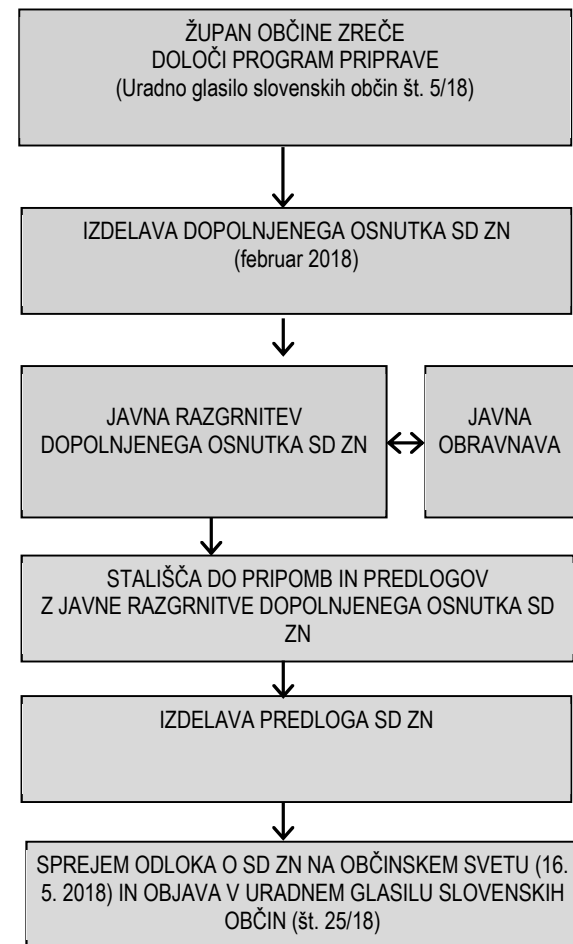 ŽUPAN OBČINE ZREČE
DOLOČI PROGRAM PRIPRAVE
(Uradno glasilo slovenskih občin št. 5/18)
IZDELAVA DOPOLNJENEGA OSNUTKA SD ZN
(februar 2018)
JAVNA RAZGRNITEV
DOPOLNJENEGA OSNUTKA SD ZN
JAVNA
OBRAVNAVA
STALIŠČA DO PRIPOMB IN PREDLOGOV
Z JAVNE RAZGRNITVE DOPOLNJENEGA OSNUTKA SD
ZN
IZDELAVA PREDLOGA SD ZN
SPREJEM ODLOKA O SD ZN NA OBČINSKEM SVETU (16.
5. 2018) IN OBJAVA V URADNEM GLASILU SLOVENSKIH
OBČIN (št. 25/18)